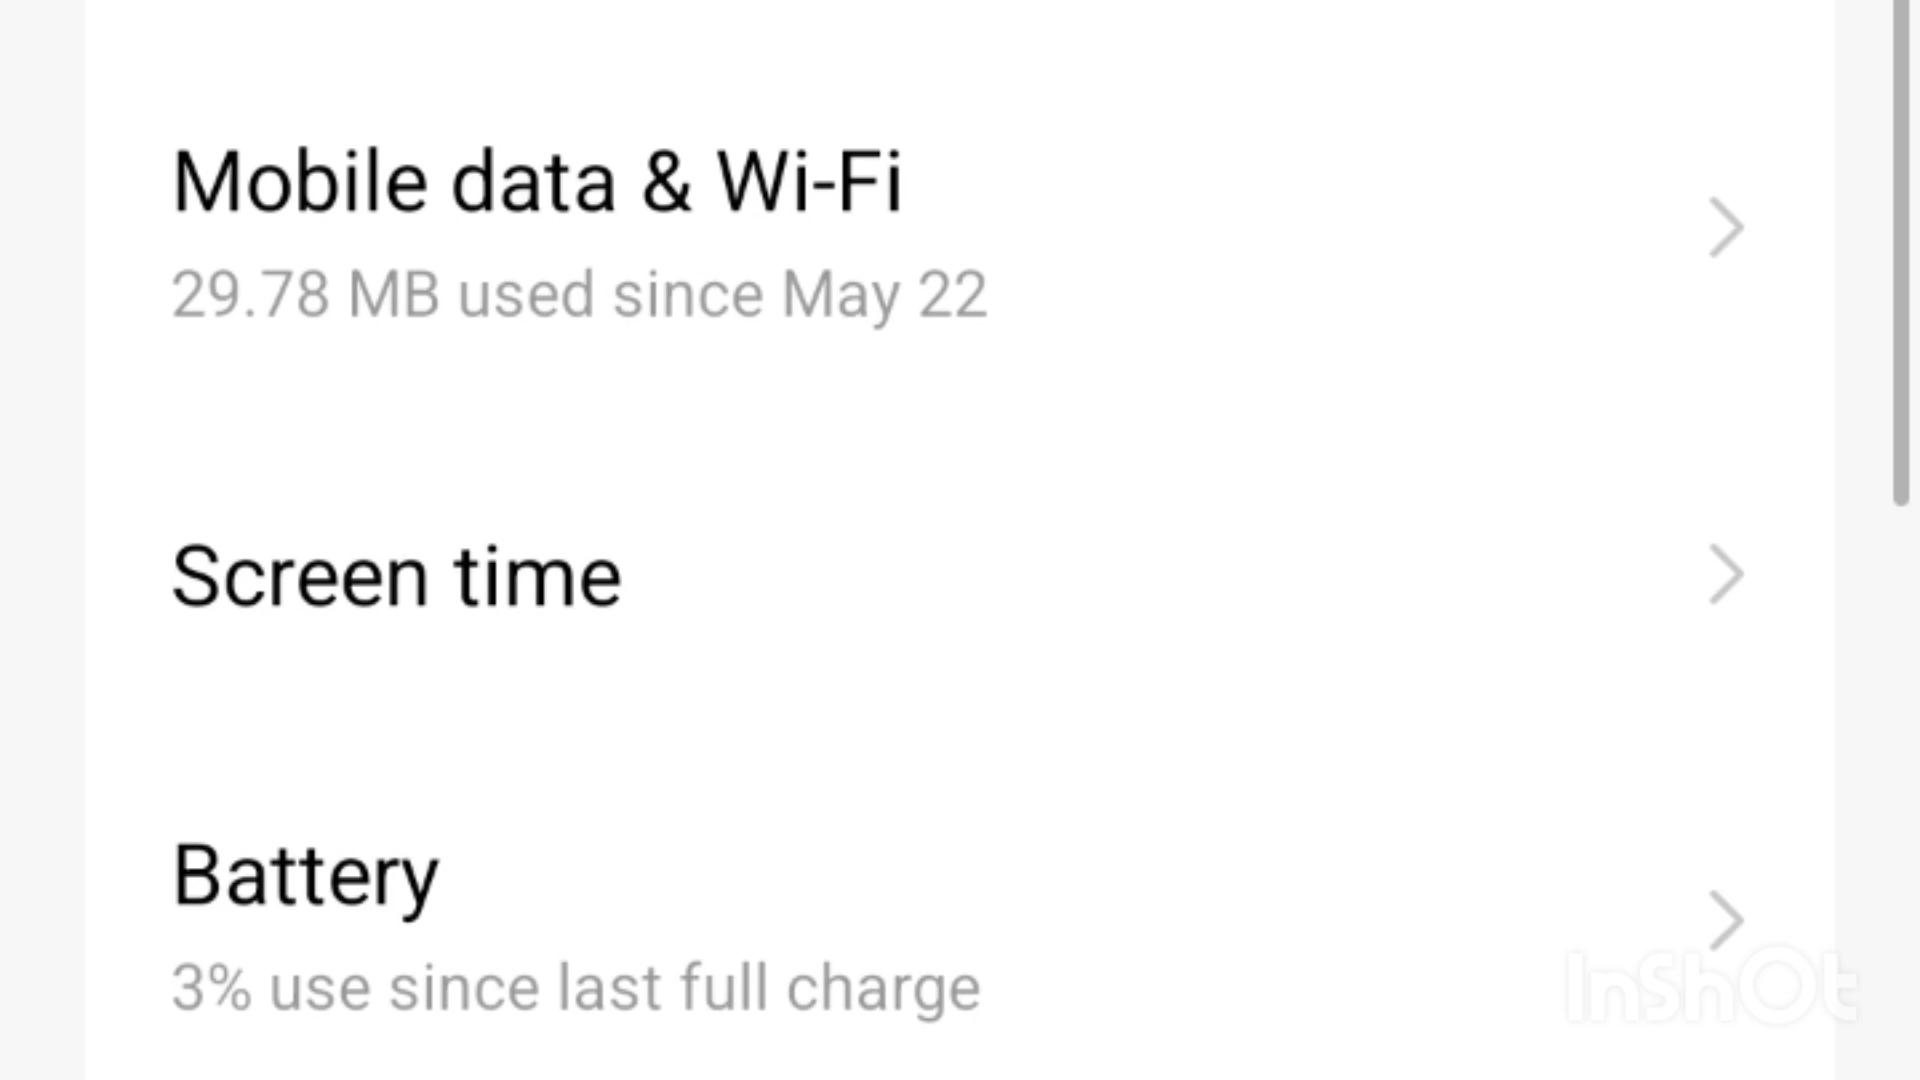 Mobile data & Wi-Fi
29.78 MB used since May 22
Screen time
Battery
3% use since last full charge
InShOt